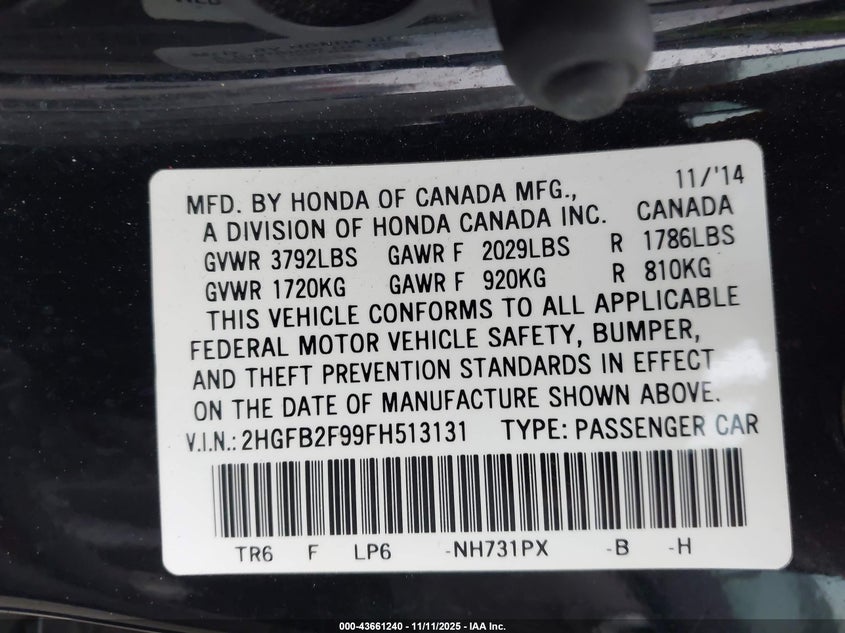 MFD. BY HONDA OF CANADA MFG., 11/'14
A DIVISION OF HONDA CANADA INC. CANADA
GVWR 3792LBS GAWR F 2029LBS R 1786LBS
GVWR 1720KG GAWR F 920KG R 810KG
THIS VEHICLE CONFORMS TO ALL APPLICABLE
FEDERAL MOTOR VEHICLE SAFETY, BUMPER,
AND THEFT PREVENTION STANDARDS IN EFFECT
ON THE DATE OF MANUFACTURE SHOWN ABOVE.
V.I.N.: 2HGFB2F99FH513131 TYPE: PASSENGER CAR
TR6 F LP6 -NH731PX -B -H
000-43661240 - 11/11/2025 - IAA Inc.